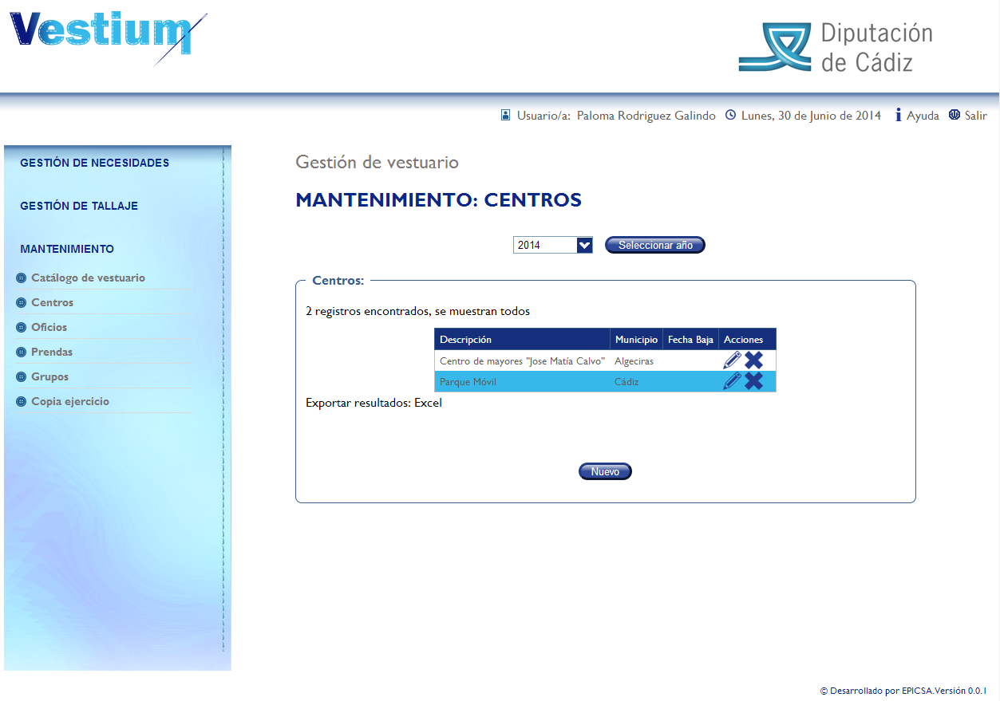 Vestium
Diputación
de Cádiz
Usuario/a: Paloma Rodriguez Galindo Lunes, 30 de Junio de 2014 Ayuda Salir
GESTIÓN DE NECESIDADES
GESTIÓN DE TALLAJE
MANTENIMIENTO
Catálogo de vestuario
Centros
Oficios
Prendas
Grupos
Copia ejercicio
Gestión de vestuario
MANTENIMIENTO: CENTROS
2014 Seleccionar año
Centros:
2 registros encontrados, se muestran todos
Descripción Municipio Fecha Baja Acciones
Centro de mayores "Jose Matía Calvo" Algeciras
Parque Móvil Cádiz
Exportar resultados: Excel
Nuevo
© Desarrollado por EPICSA.Versión 0.0.1